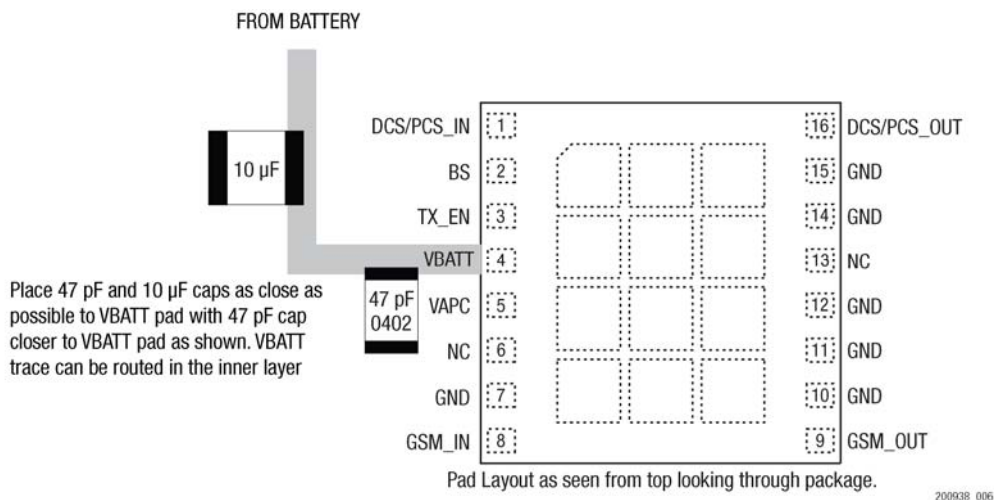 FROM BATTERY
10 µF
Place 47 pF and 10 µF caps as close as
possible to VBATT pad with 47 pF cap
closer to VBATT pad as shown. VBATT
trace can be routed in the inner layer
47 pF
0402
DCS/PCS_IN 1
BS 2
TX_EN 3
VBATT 4
VAPC 5
NC 6
GND 7
GSM_IN 8
16 DCS/PCS_OUT
15 GND
14 GND
13 NC
12 GND
11 GND
10 GND
9 GSM_OUT
Pad Layout as seen from top looking through package.
200938_006